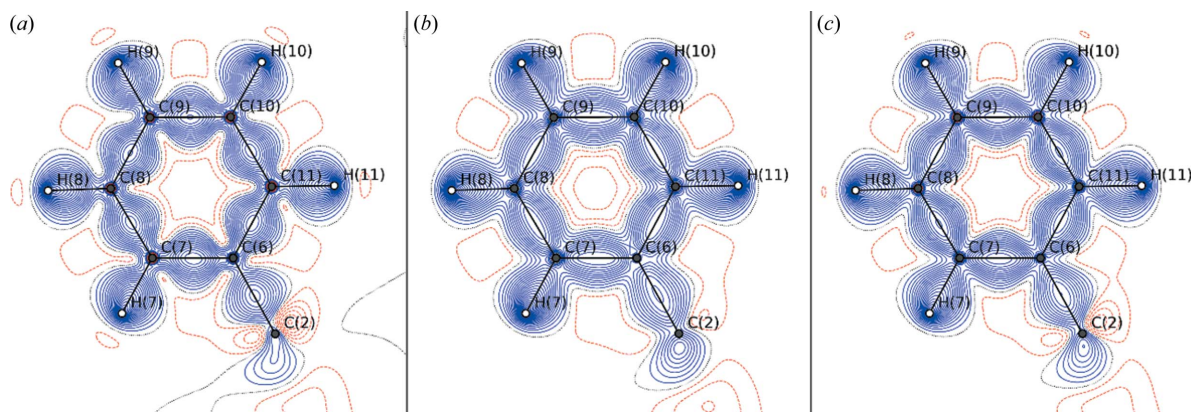 (a)
H(9)
H(10)
C(9)
C(10)
H(8)
C(8)
C(11)
H(11)
C(7)
C(6)
H(7)
C(2)
(b)
H(9)
H(10)
C(9)
C(10)
H(8)
C(8)
C(11)
H(11)
C(7)
C(6)
H(7)
C(2)
(c)
H(9)
H(10)
C(9)
C(10)
H(8)
C(8)
C(11)
H(11)
C(7)
C(6)
H(7)
C(2)